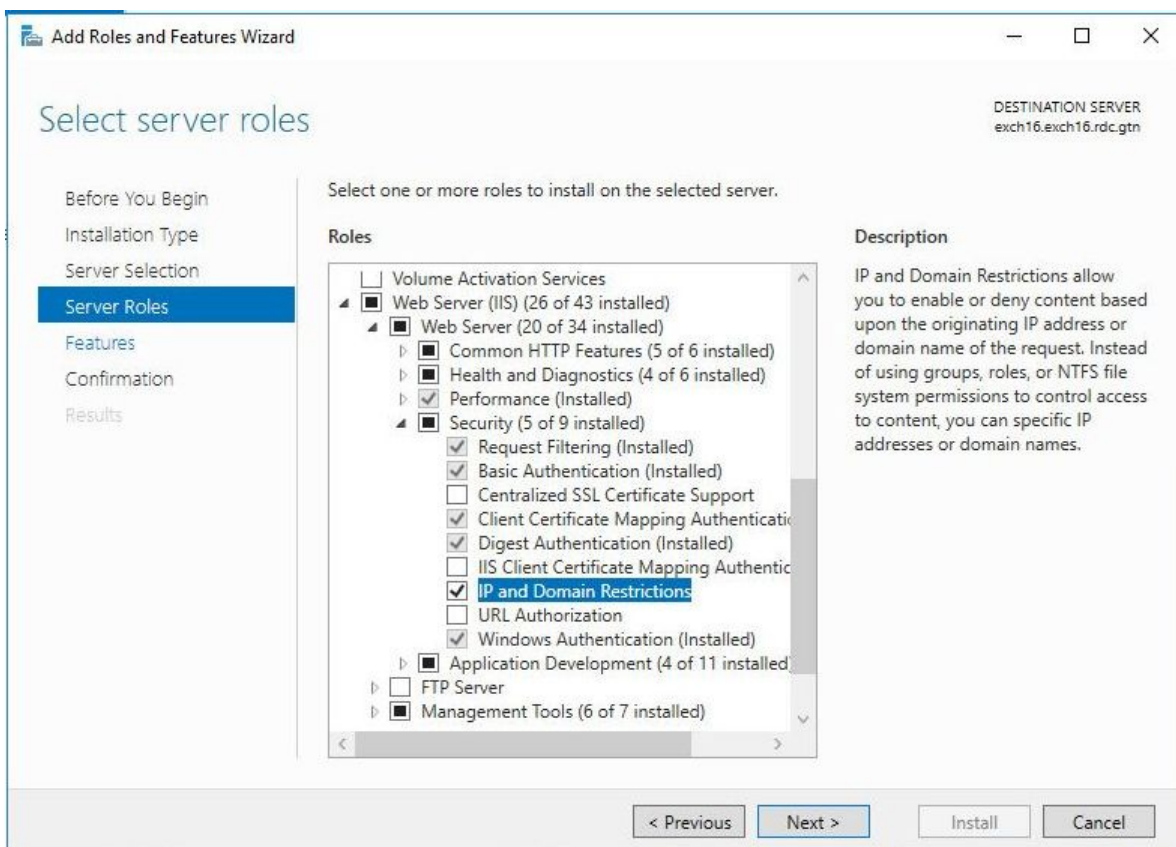 Add Roles and Features Wizard
Select server roles
DESTINATION SERVER
exch16.exch16.rdc.gtn
Before You Begin
Installation Type
Server Selection
Server Roles
Features
Confirmation
Results
Select one or more roles to install on the selected server.
Roles
Volume Activation Services
Web Server (IIS) (26 of 43 installed)
Web Server (20 of 34 installed)
Common HTTP Features (5 of 6 installed)
Health and Diagnostics (4 of 6 installed)
Performance (Installed)
Security (5 of 9 installed)
Request Filtering (Installed)
Basic Authentication (Installed)
Centralized SSL Certificate Support
Client Certificate Mapping Authenticatic
Digest Authentication (Installed)
IIS Client Certificate Mapping Authentic
IP and Domain Restrictions
URL Authorization
Windows Authentication (Installed)
Application Development (4 of 11 installed)
FTP Server
Management Tools (6 of 7 installed)
Description
IP and Domain Restrictions allow
you to enable or deny content based
upon the originating IP address or
domain name of the request. Instead
of using groups, roles, or NTFS file
system permissions to control access
to content, you can specific IP
addresses or domain names.
< Previous
Next >
Install
Cancel